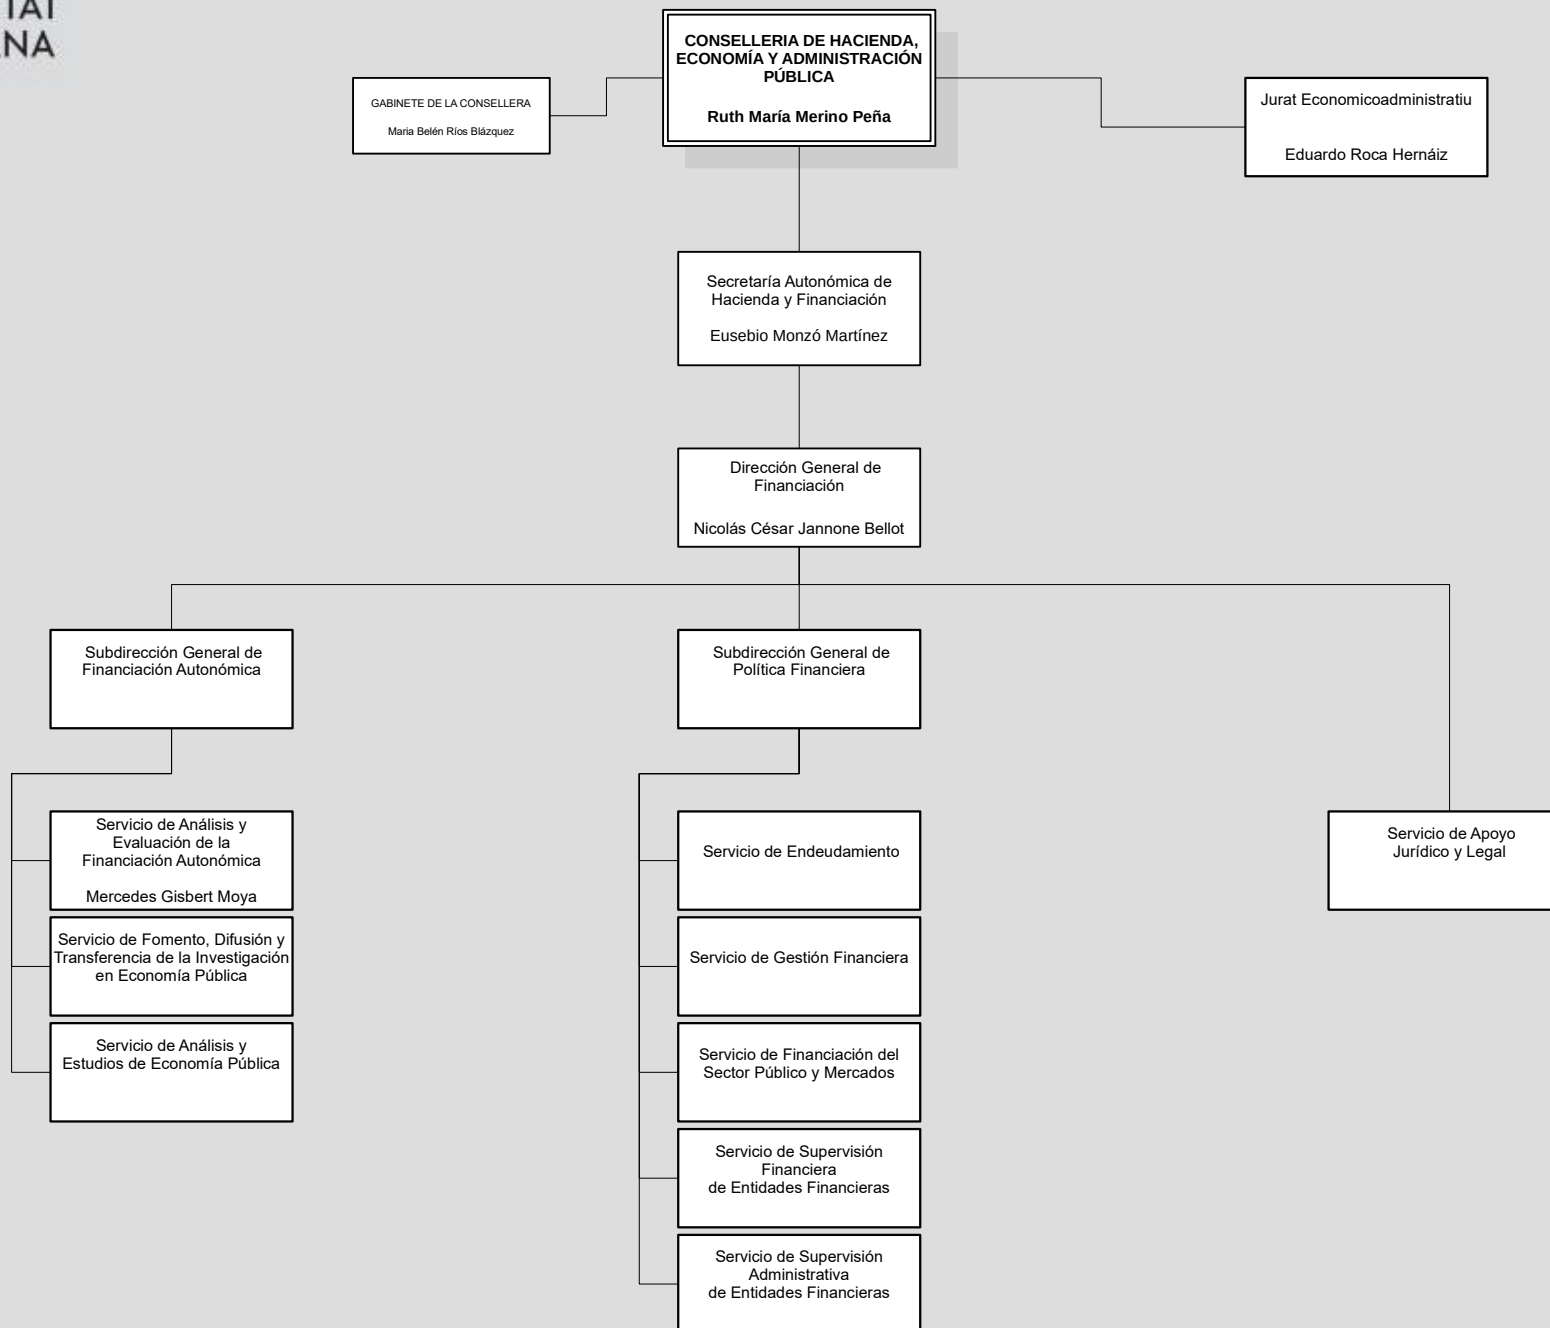 CONSELLERIA DE HACIENDA,
ECONOMÍA Y ADMINISTRACIÓN
PÚBLICA
Ruth María Merino Peña
GABINETE DE LA CONSELLERA
Maria Belén Ríos Blázquez
Jurat Economicoadministratiu
Eduardo Roca Hernáiz
Secretaría Autonómica de
Hacienda y Financiación
Eusebio Monzó Martínez
Dirección General de
Financiación
Nicolás César Jannone Bellot
Subdirección General de
Financiación Autonómica
Subdirección General de
Política Financiera
Servicio de Análisis y
Evaluación de la
Financiación Autonómica
Mercedes Gisbert Moya
Servicio de Fomento, Difusión y
Transferencia de la Investigación
en Economía Pública
Servicio de Análisis y
Estudios de Economía Pública
Servicio de Endeudamiento
Servicio de Gestión Financiera
Servicio de Financiación del
Sector Público y Mercados
Servicio de Supervisión
Financiera
de Entidades Financieras
Servicio de Supervisión
Administrativa
de Entidades Financieras
Servicio de Apoyo
Jurídico y Legal